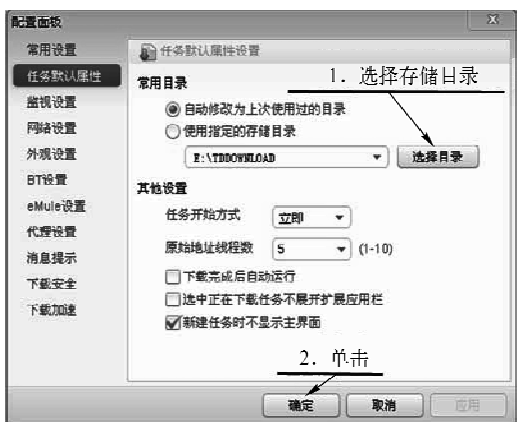 配置面板
常用设置
任务默认属性
监视设置
网络设置
外观设置
BT设置
eMule设置
代理设置
消息提示
下载安全
下载加速
任务默认属性设置
1. 选择存储目录
常用目录
自动修改为上次使用过的目录
使用指定的存储目录
E:\TDDOWNLOAD
选择目录
其他设置
任务开始方式 立即
原始地址线程数 5 (1-10)
下载完成后自动运行
选中正在下载任务不展开扩展应用栏
新建任务时不显示主界面
2. 单击
确定 取消 应用